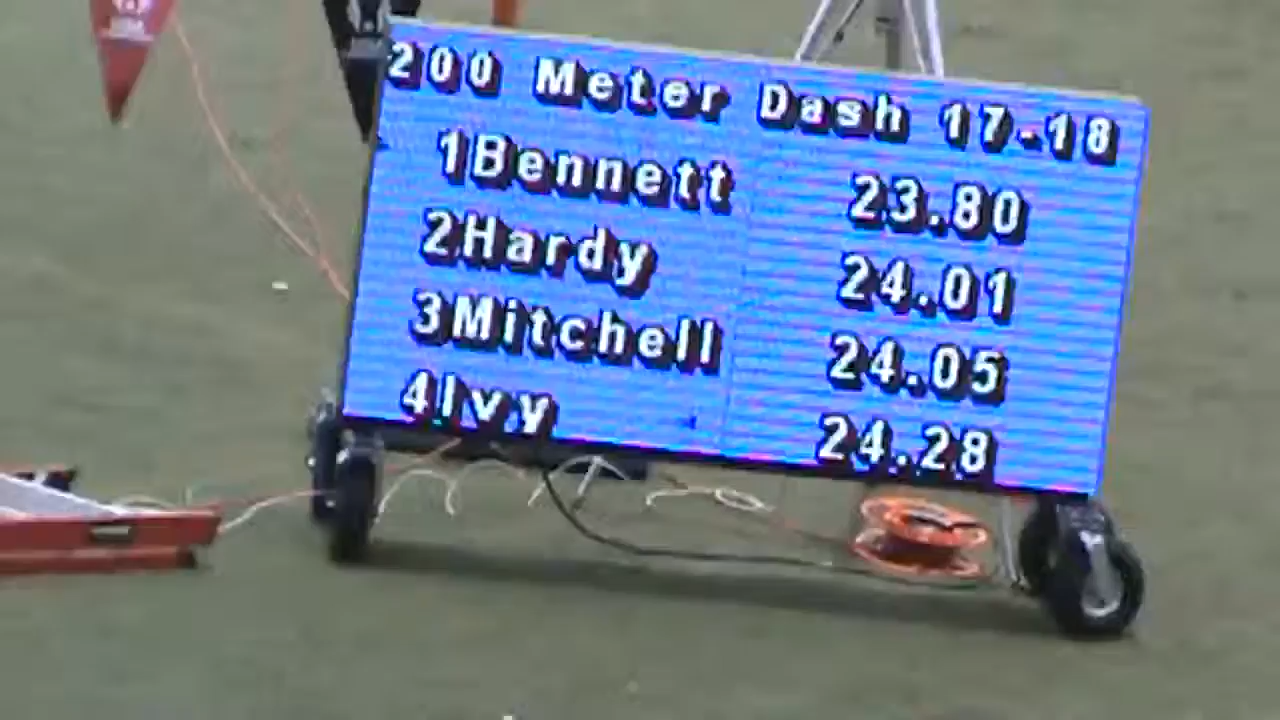 200 Meter Dash 17-18
1Bennett 23.80
2Hardy 24.01
3Mitchell 24.05
4Ivy 24.28